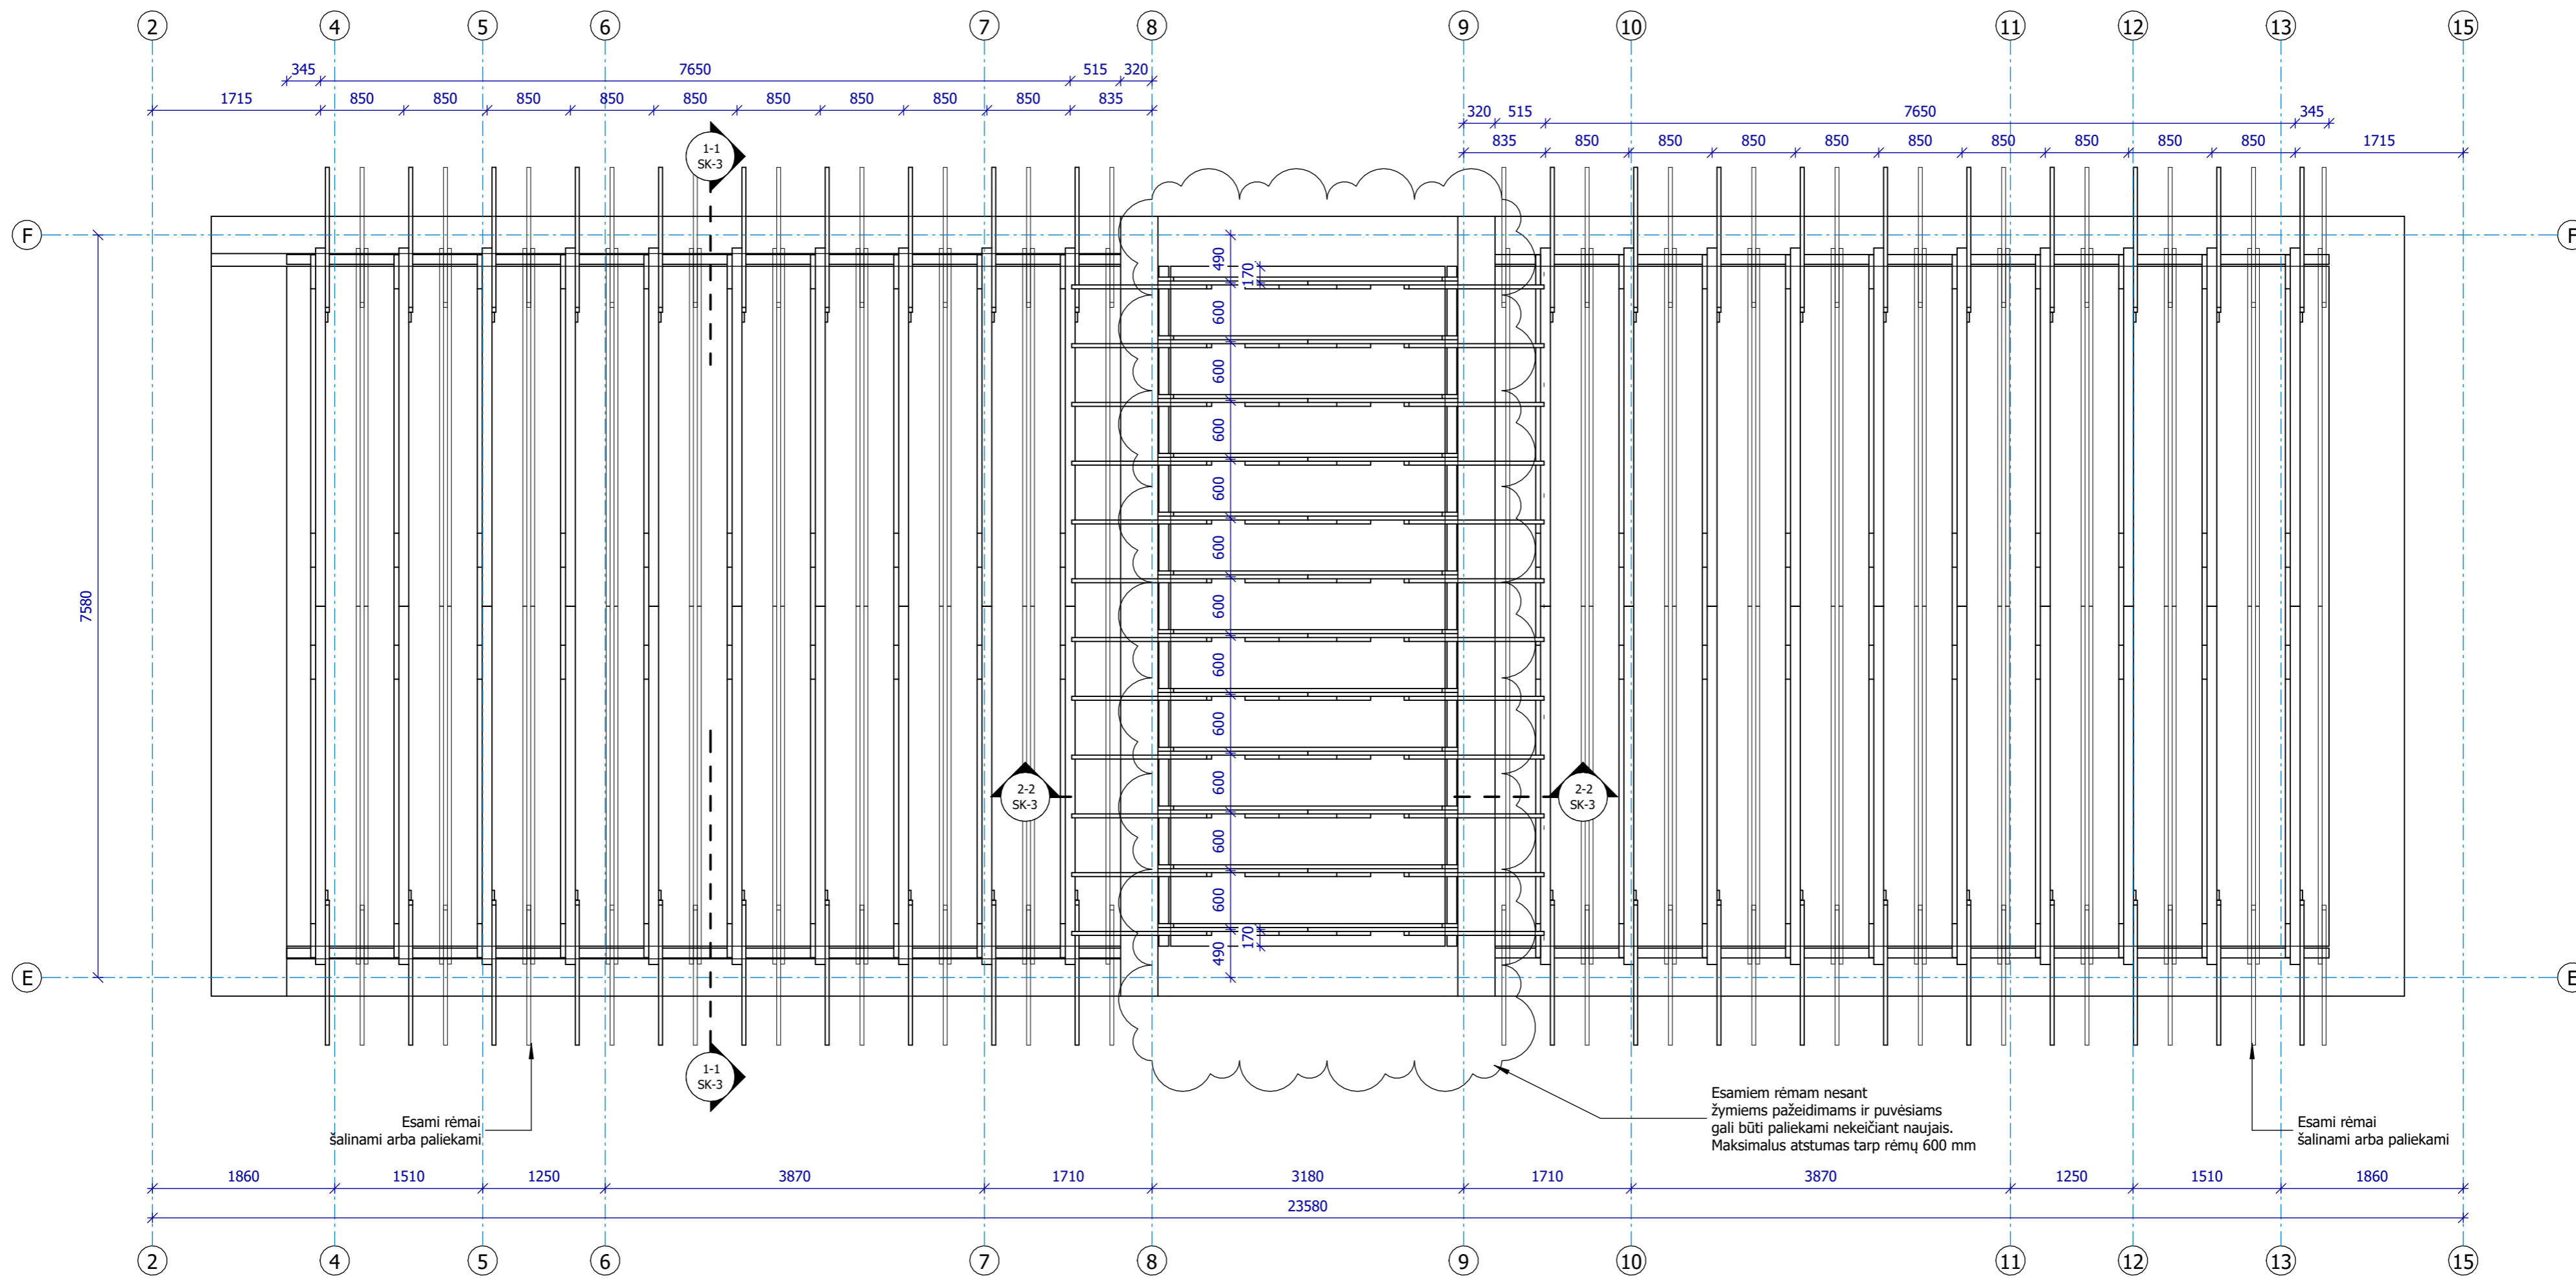 2 4 5 6 7 8 9 10 11 12 13 15
345 7650 515 320
1715 850 850 850 850 850 850 850 850 850 835
320 515 7650 345
835 850 850 850 850 850 850 850 850 850 1715
1-1
SK-3
F
F
490
170
600
600
600
600
600
600
600
600
600
600
600
170
490
7580
2-2
SK-3
2-2
SK-3
E
E
1-1
SK-3
Esami rėmai
šalinami arba paliekami
Esamiem rėmam nesant
žymiems pažeidimams ir puvėsiams
gali būti paliekami nekeičiant naujais.
Maksimalus atstumas tarp rėmų 600 mm
Esami rėmai
šalinami arba paliekami
1860 1510 1250 3870 1710 3180 1710 3870 1250 1510 1860
23580
2 4 5 6 7 8 9 10 11 12 13 15